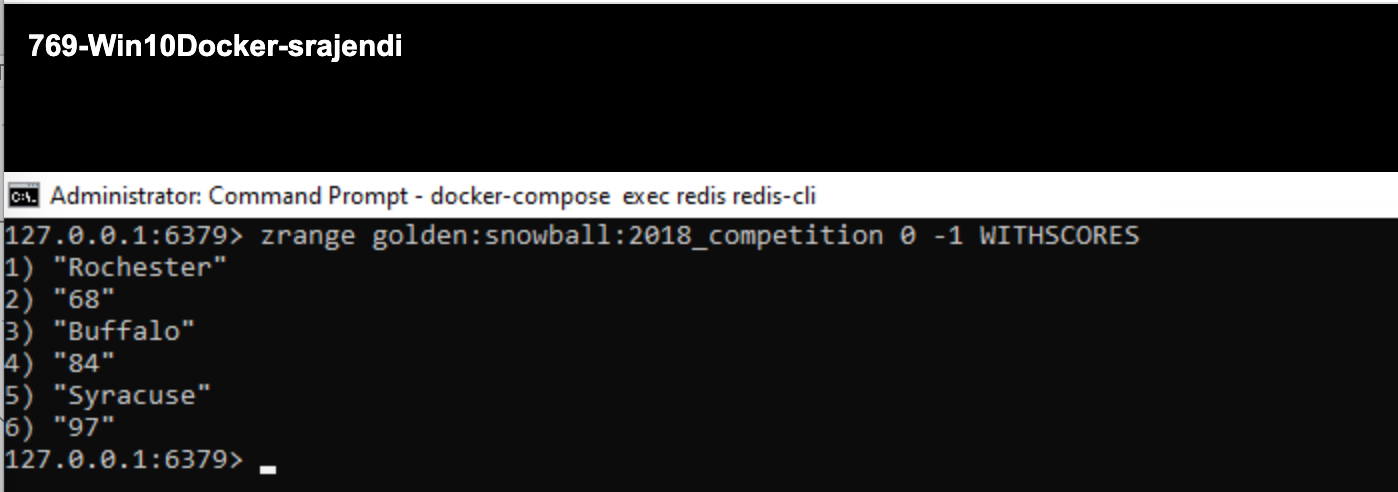 769-Win10Docker-srajendi
Administrator: Command Prompt - docker-compose  exec redis redis-cli
127.0.0.1:6379> zrange golden:snowball:2018_competition 0 -1 WITHSCORES
1) "Rochester"
2) "68"
3) "Buffalo"
4) "84"
5) "Syracuse"
6) "97"
127.0.0.1:6379>